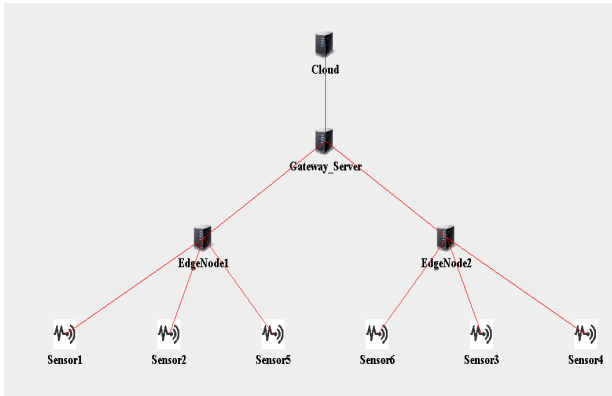 Cloud
Gateway_Server
EdgeNode1
EdgeNode2
Sensor1
Sensor2
Sensor5
Sensor6
Sensor3
Sensor4